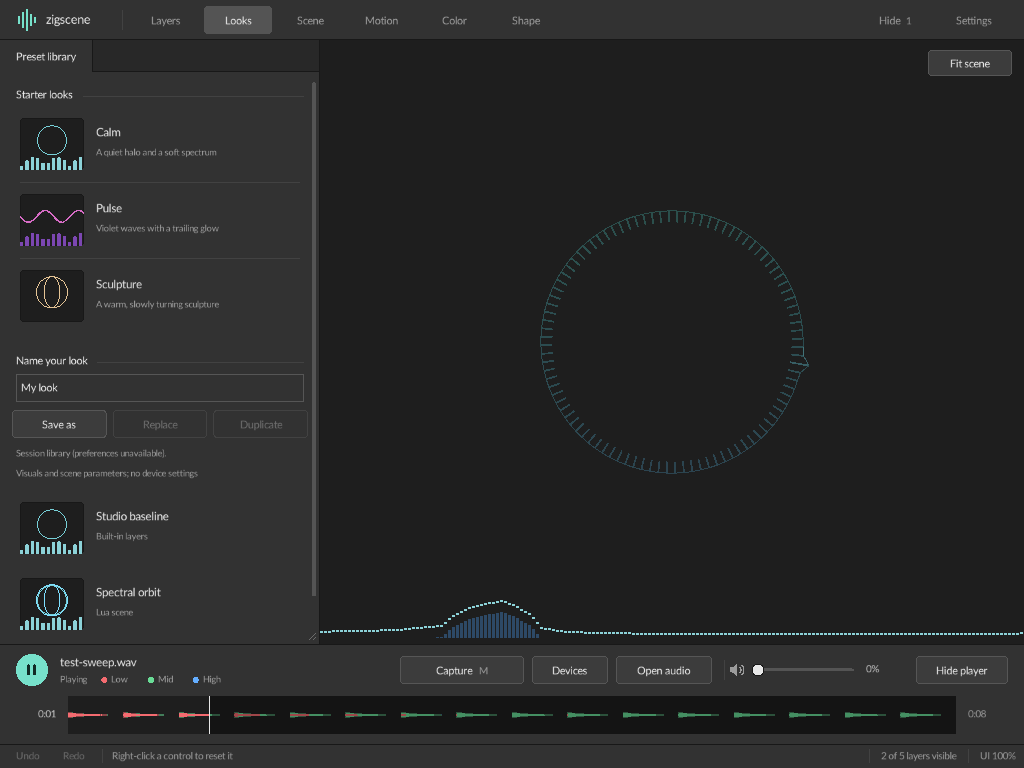 zigscene
Layers
Looks
Scene
Motion
Color
Shape
Hide 1
Settings
Preset library
Fit scene
Starter looks
Calm
A quiet halo and a soft spectrum
Pulse
Violet waves with a trailing glow
Sculpture
A warm, slowly turning sculpture
Name your look
My look
Save as
Replace
Duplicate
Session library (preferences unavailable).
Visuals and scene parameters; no device settings
Studio baseline
Built-in layers
Spectral orbit
Lua scene
test-sweep.wav
Playing
Low
Mid
High
Capture M
Devices
Open audio
0%
Hide player
0:01
0:08
Undo
Redo
Right-click a control to reset it
2 of 5 layers visible
UI 100%